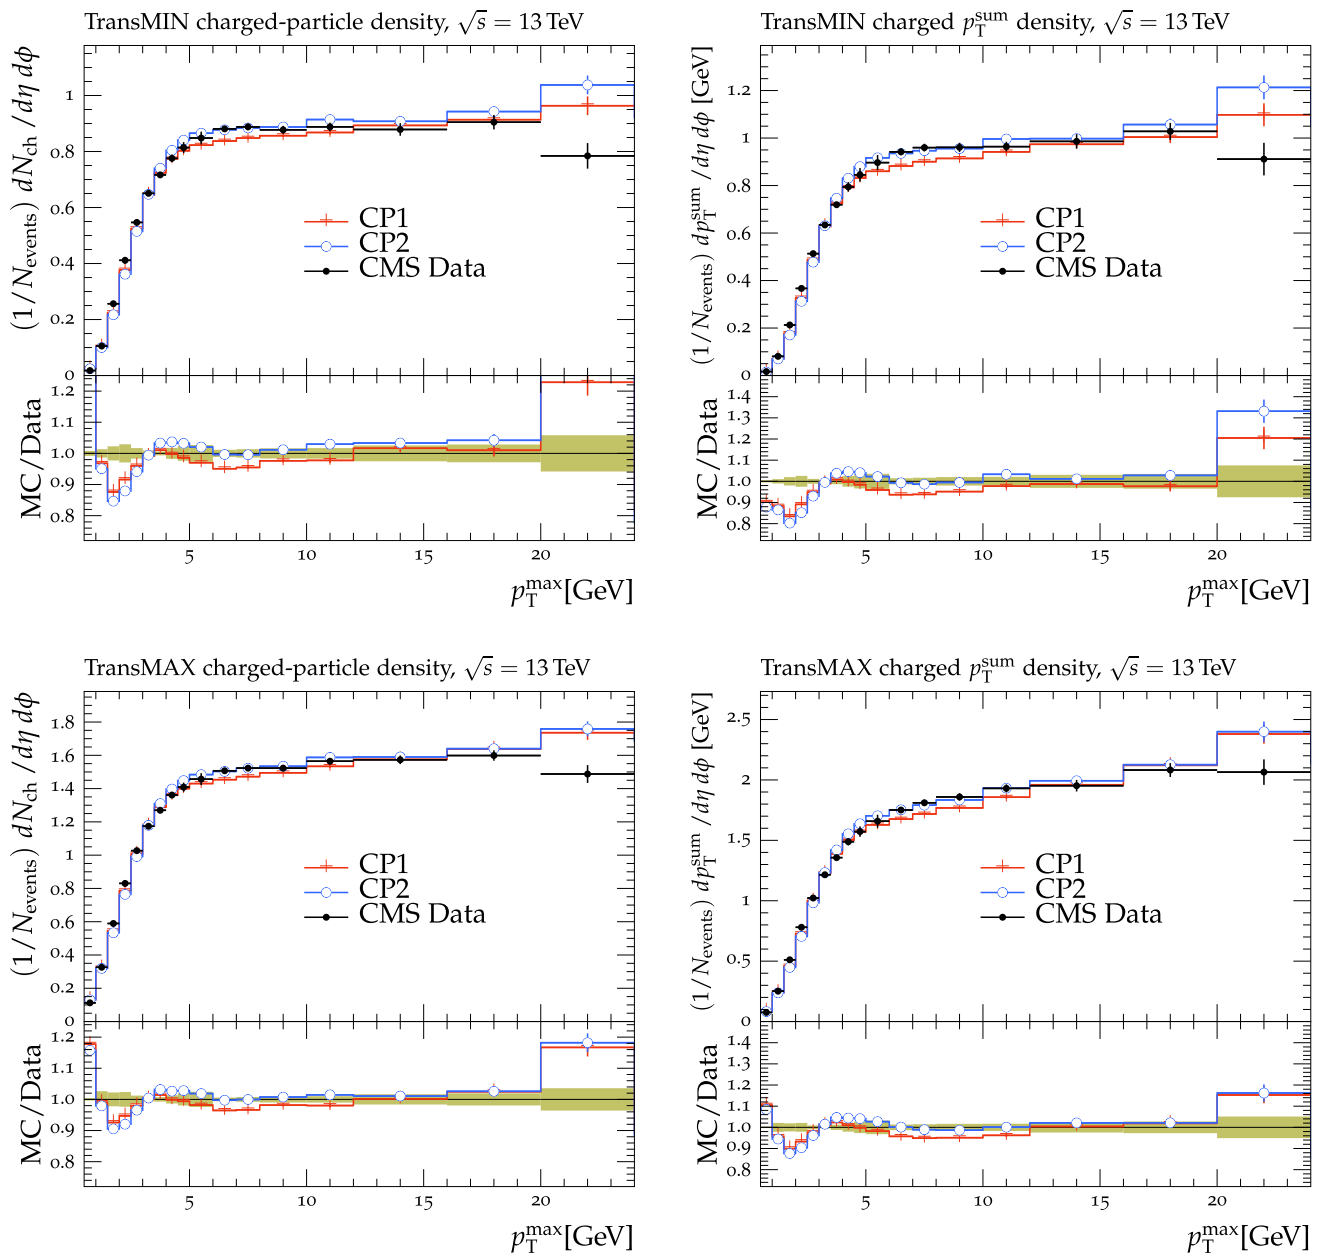 TransMIN charged-particle density, √s = 13 TeV
(1/N_events) dN_ch/dη dϕ
1
0.8
0.6
0.4
0.2
0
CP1
CP2
CMS Data
MC/Data
1.2
1.1
1.0
0.9
0.8
5 10 15 20
p_T^max[GeV]
TransMIN charged p_T^sum density, √s = 13 TeV
(1/N_events) dp_T^sum/dη dϕ [GeV]
1.2
1
0.8
0.6
0.4
0.2
0
CP1
CP2
CMS Data
MC/Data
1.4
1.3
1.2
1.1
1.0
0.9
0.8
5 10 15 20
p_T^max[GeV]
TransMAX charged-particle density, √s = 13 TeV
(1/N_events) dN_ch/dη dϕ
1.8
1.6
1.4
1.2
1
0.8
0.6
0.4
0.2
0
CP1
CP2
CMS Data
MC/Data
1.2
1.1
1.0
0.9
0.8
5 10 15 20
p_T^max[GeV]
TransMAX charged p_T^sum density, √s = 13 TeV
(1/N_events) dp_T^sum/dη dϕ [GeV]
2.5
2
1.5
1
0.5
0
CP1
CP2
CMS Data
MC/Data
1.4
1.3
1.2
1.1
1.0
0.9
0.8
5 10 15 20
p_T^max[GeV]